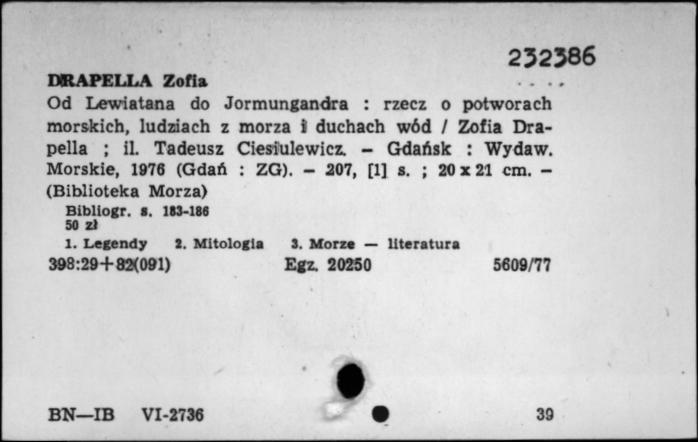 232386
DRAPELLA Zofia
Od Lewiatana do Jormungandra : rzecz o potworach
morskich, ludziach z morza i duchach wód / Zofia Dra-
pella ; il. Tadeusz Ciesiulewicz. — Gdańsk : Wydaw.
Morskie, 1976 (Gdań : ZG). — 207, [1] s. ; 20 x 21 cm. —
(Biblioteka Morza)
Bibliogr. s. 183-186
50 zł
1. Legendy 2. Mitologia 3. Morze — literatura
398:29+82(091) Egz. 20250 5609/77
BN—IB VI-2736 39